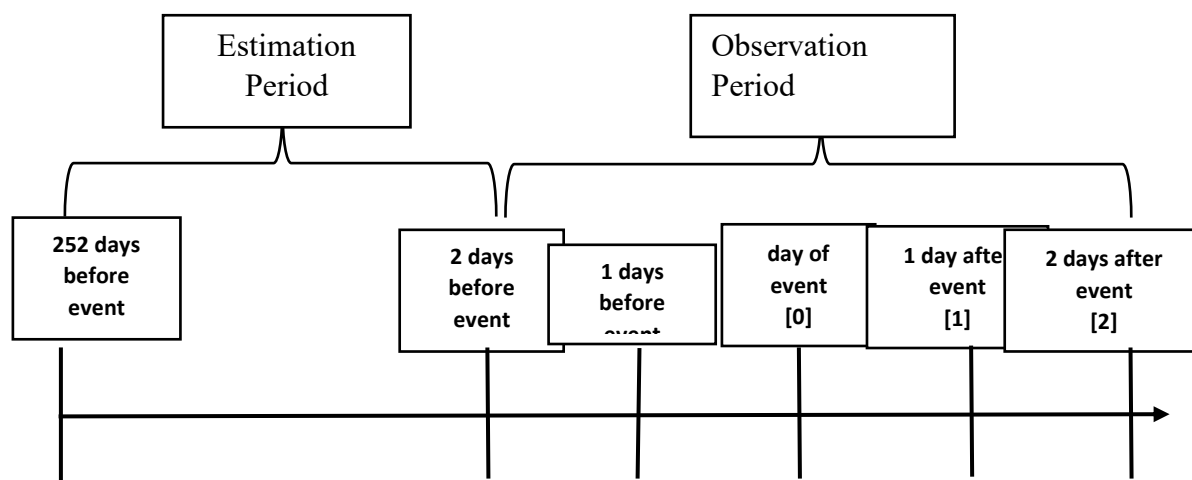 Estimation
Period
Observation
Period
252 days
before
event
2 days
before
event
1 days
before
event
day of
event
[0]
1 day afte
event
[1]
2 days after
event
[2]